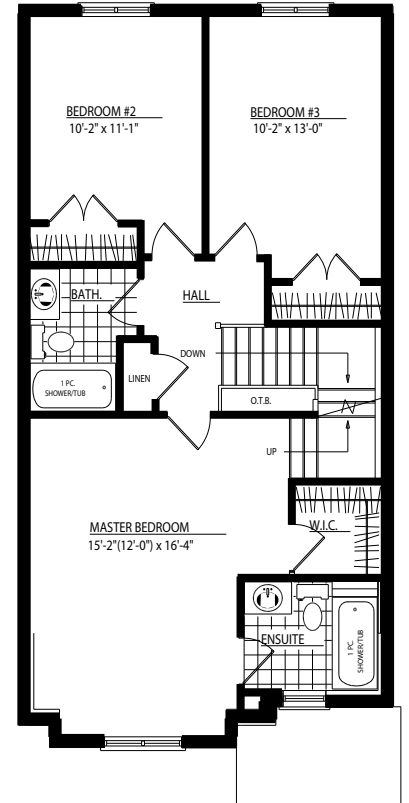 BEDROOM #2
10'-2" x 11'-1"
BEDROOM #3
10'-2" x 13'-0"
BATH.
HALL
DOWN
LINEN
1 PC.
SHOWER/TUB
O.T.B.
UP
MASTER BEDROOM
15'-2"(12'-0") x 16'-4"
W.I.C.
ENSUITE
1 PC.
SHOWER/TUB